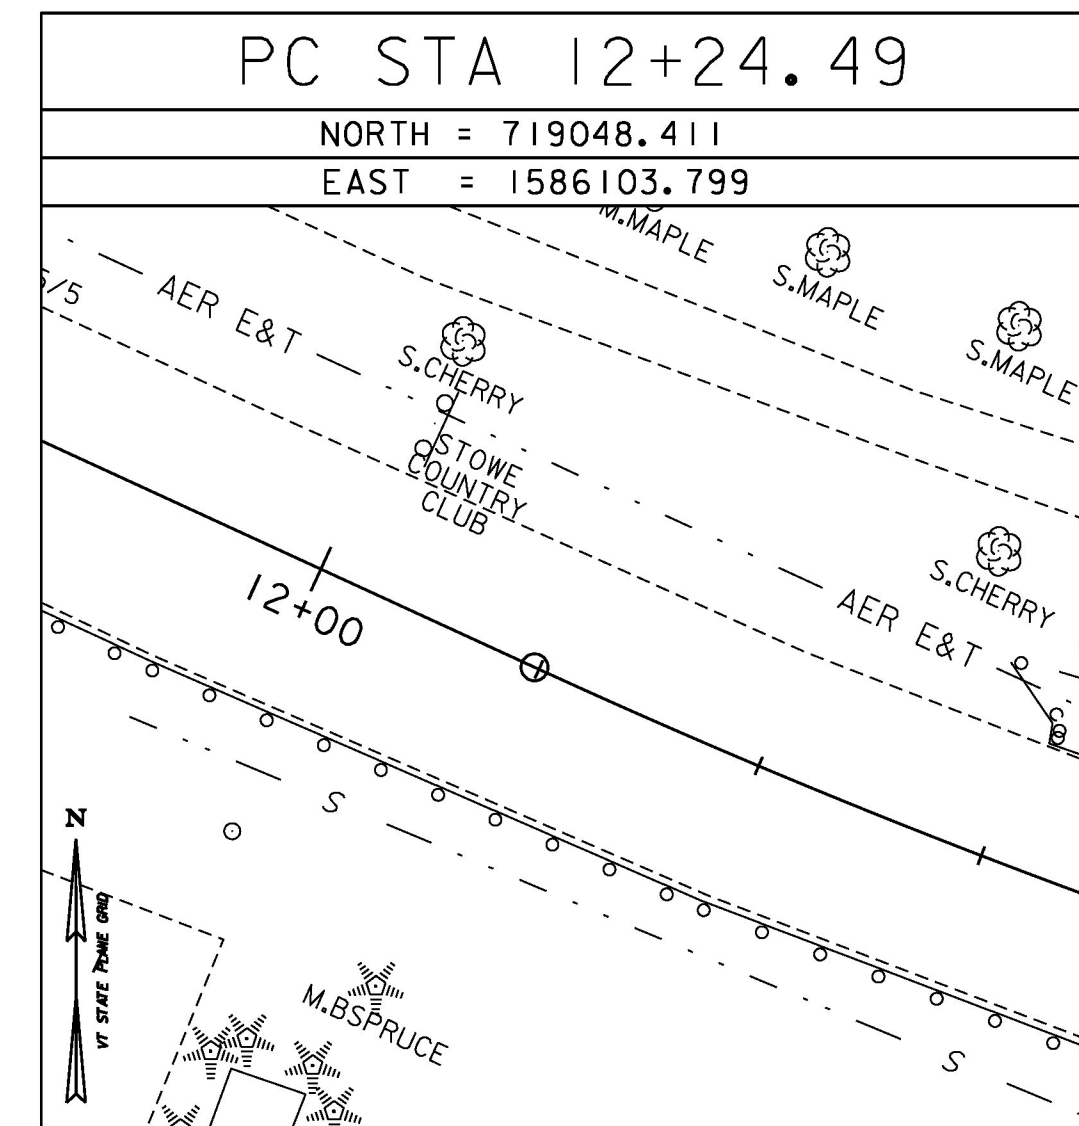 PC STA 12+24.49
NORTH = 719048.411
EAST = 1586103.799
M.MAPLE
S.MAPLE
S.MAPLE
/5
AER E&T
S.CHERRY
STOWE
COUNTRY
CLUB
S.CHERRY
AER E&T
12+00
S
N
VT STATE PLANE GRID
M.BSPRUCE
S